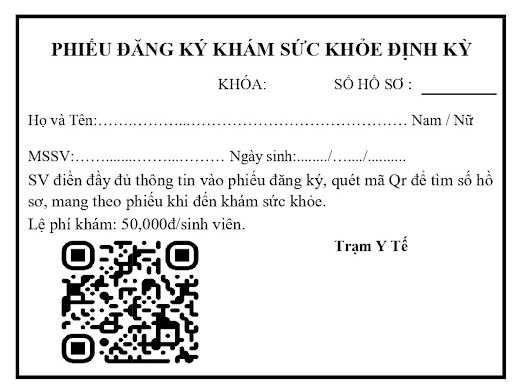 PHIẾU ĐĂNG KÝ KHÁM SỨC KHỎE ĐỊNH KỲ
KHÓA: SỐ HỒ SƠ : ________
Họ và Tên:…….……...………………………………… Nam / Nữ
MSSV:……........……...……… Ngày sinh:......../......../..........
SV điền đầy đủ thông tin vào phiếu đăng ký, quét mã Qr để tìm số hồ
sơ, mang theo phiếu khi đến khám sức khỏe.
Lệ phí khám: 50,000đ/sinh viên.
Trạm Y Tế